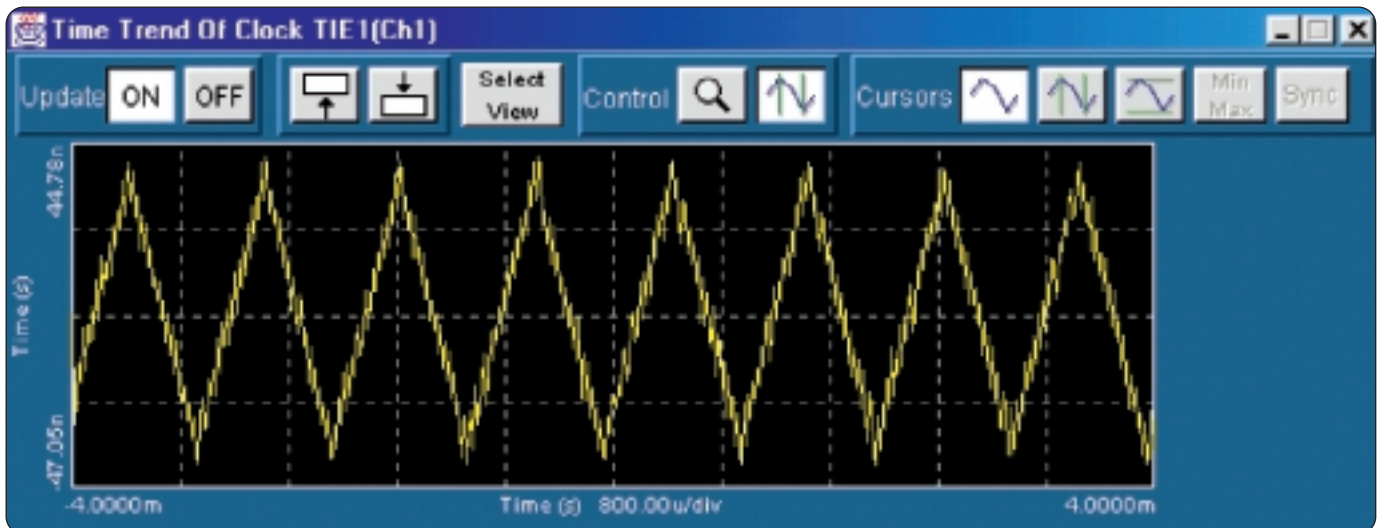 Time Trend Of Clock TIE1(Ch1)
Update ON OFF Select View Control Cursors Min Max Sync
44.78n
Time (s)
-47.05n
-4.0000m Time (s) 800.00u/div 4.0000m